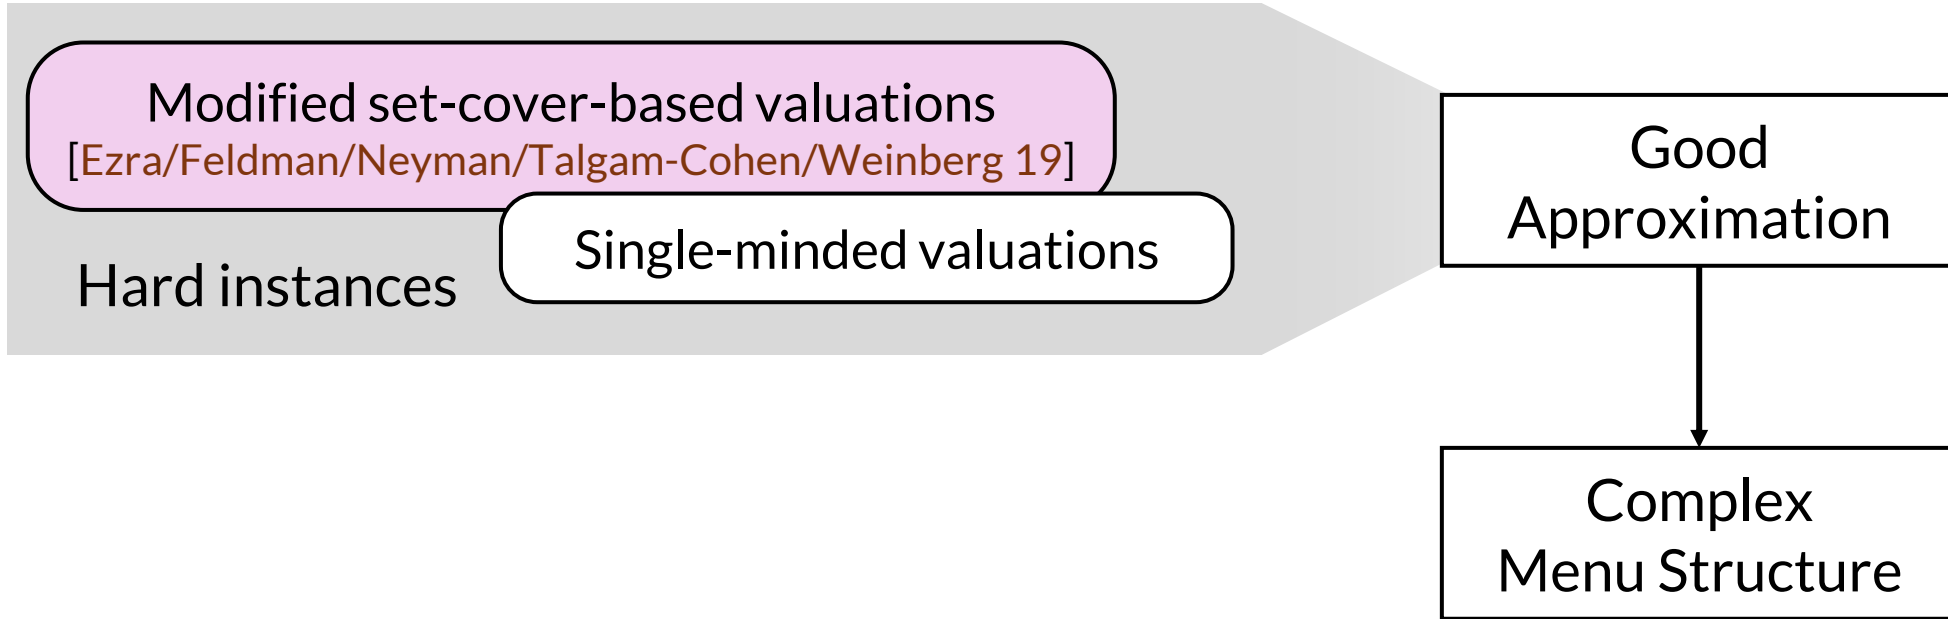 Modified set-cover-based valuations
[Ezra/Feldman/Neyman/Talgam-Cohen/Weinberg 19]
Single-minded valuations
Hard instances
Good
Approximation
Complex
Menu Structure